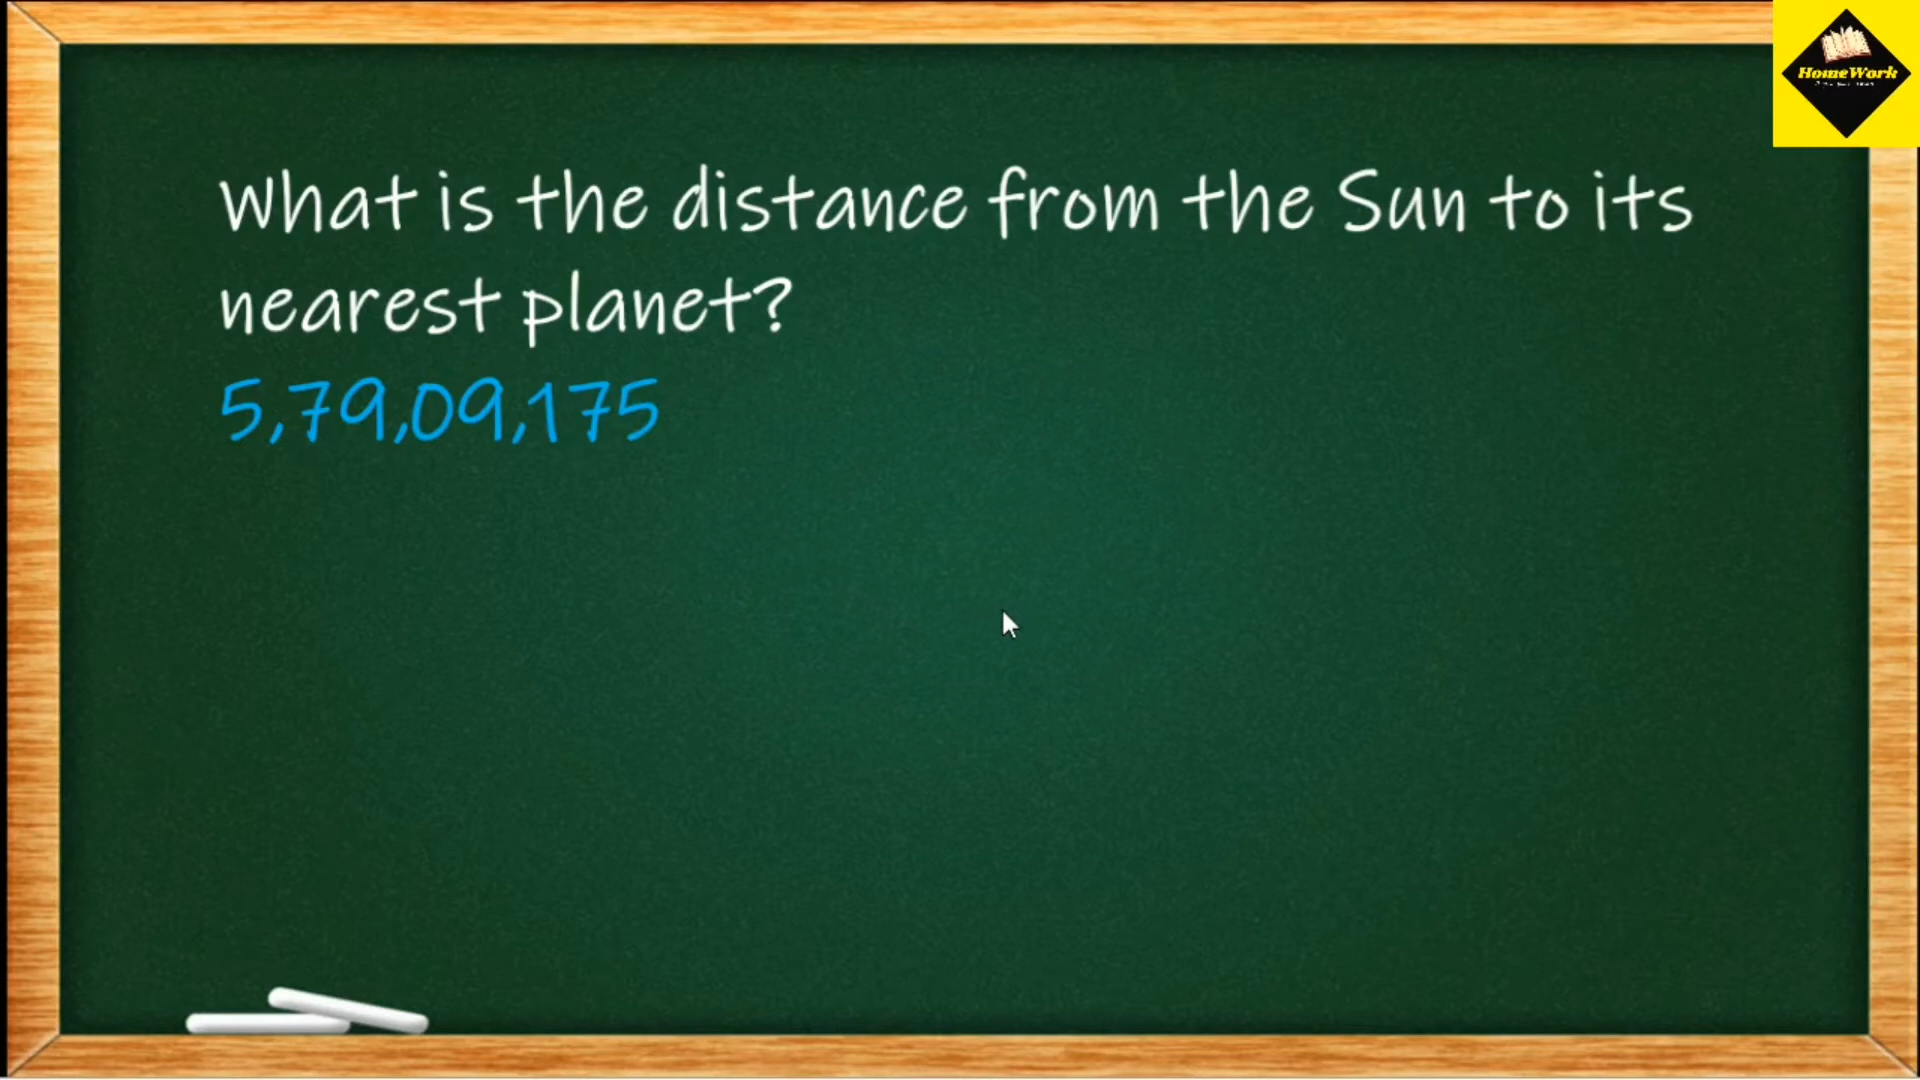 HomeWork
What is the distance from the Sun to its
nearest planet?
5,79,09,175